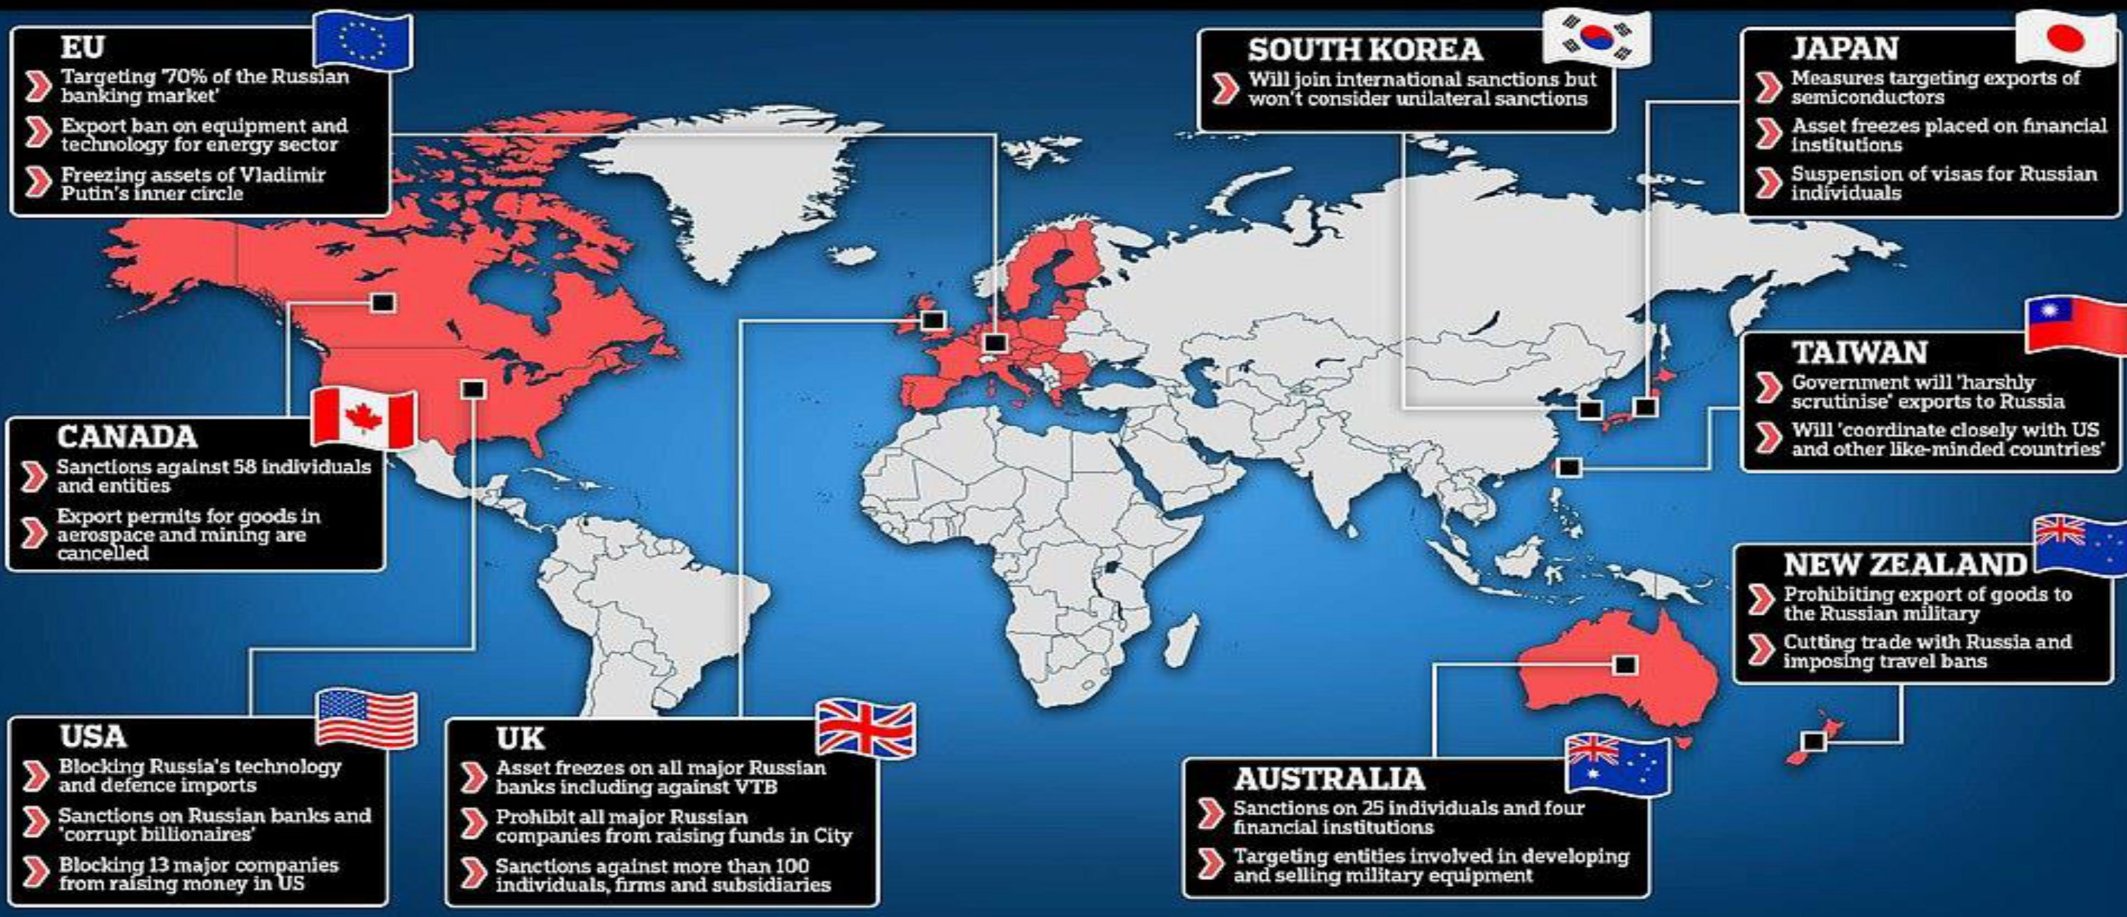 EU
Targeting '70% of the Russian
banking market'
Export ban on equipment and
technology for energy sector
Freezing assets of Vladimir
Putin's inner circle
SOUTH KOREA
Will join international sanctions but
won't consider unilateral sanctions
JAPAN
Measures targeting exports of
semiconductors
Asset freezes placed on financial
institutions
Suspension of visas for Russian
individuals
TAIWAN
Government will 'harshly
scrutinise' exports to Russia
Will 'coordinate closely with US
and other like-minded countries'
CANADA
Sanctions against 58 individuals
and entities
Export permits for goods in
aerospace and mining are
cancelled
NEW ZEALAND
Prohibiting export of goods to
the Russian military
Cutting trade with Russia and
imposing travel bans
USA
Blocking Russia's technology
and defence imports
Sanctions on Russian banks and
'corrupt billionaires'
Blocking 13 major companies
from raising money in US
UK
Asset freezes on all major Russian
banks including against VTB
Prohibit all major Russian
companies from raising funds in City
Sanctions against more than 100
individuals, firms and subsidiaries
AUSTRALIA
Sanctions on 25 individuals and four
financial institutions
Targeting entities involved in developing
and selling military equipment